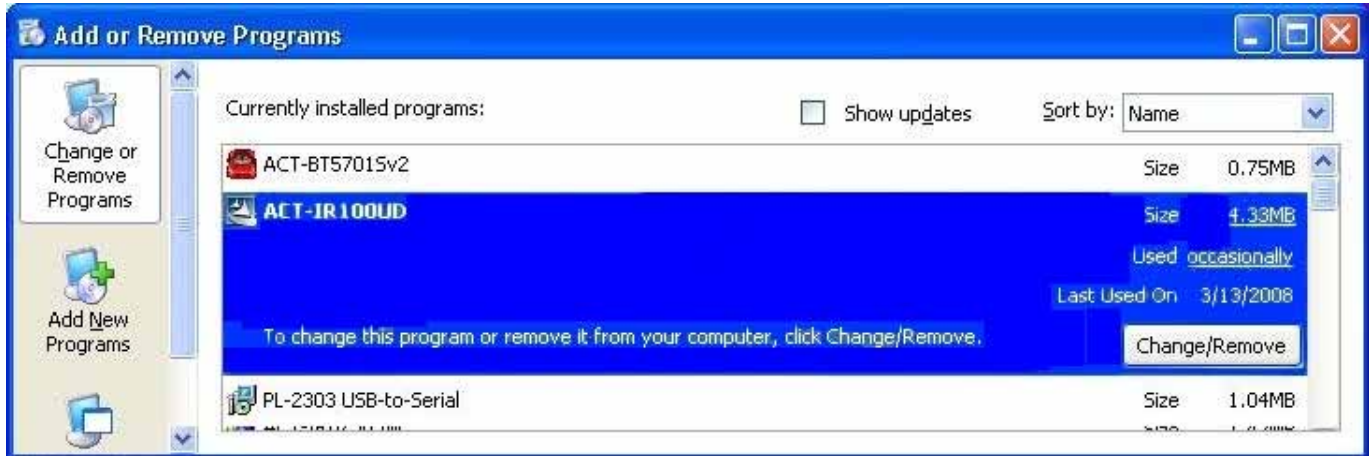 Add or Remove Programs
Change or Remove Programs
Add New Programs
Currently installed programs:
Show updates
Sort by: Name
ACT-BT5701Sv2 Size 0.75MB
ACT-IR100UD Size 4.33MB
Used occasionally
Last Used On 3/13/2008
To change this program or remove it from your computer, click Change/Remove.
Change/Remove
PL-2303 USB-to-Serial Size 1.04MB